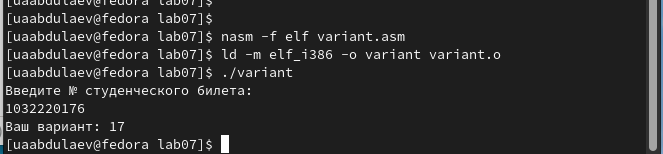 [uaabdulaev@fedora lab07]$
[uaabdulaev@fedora lab07]$
[uaabdulaev@fedora lab07]$ nasm -f elf variant.asm
[uaabdulaev@fedora lab07]$ ld -m elf_i386 -o variant variant.o
[uaabdulaev@fedora lab07]$ ./variant
Введите № студенческого билета:
1032220176
Ваш вариант: 17
[uaabdulaev@fedora lab07]$